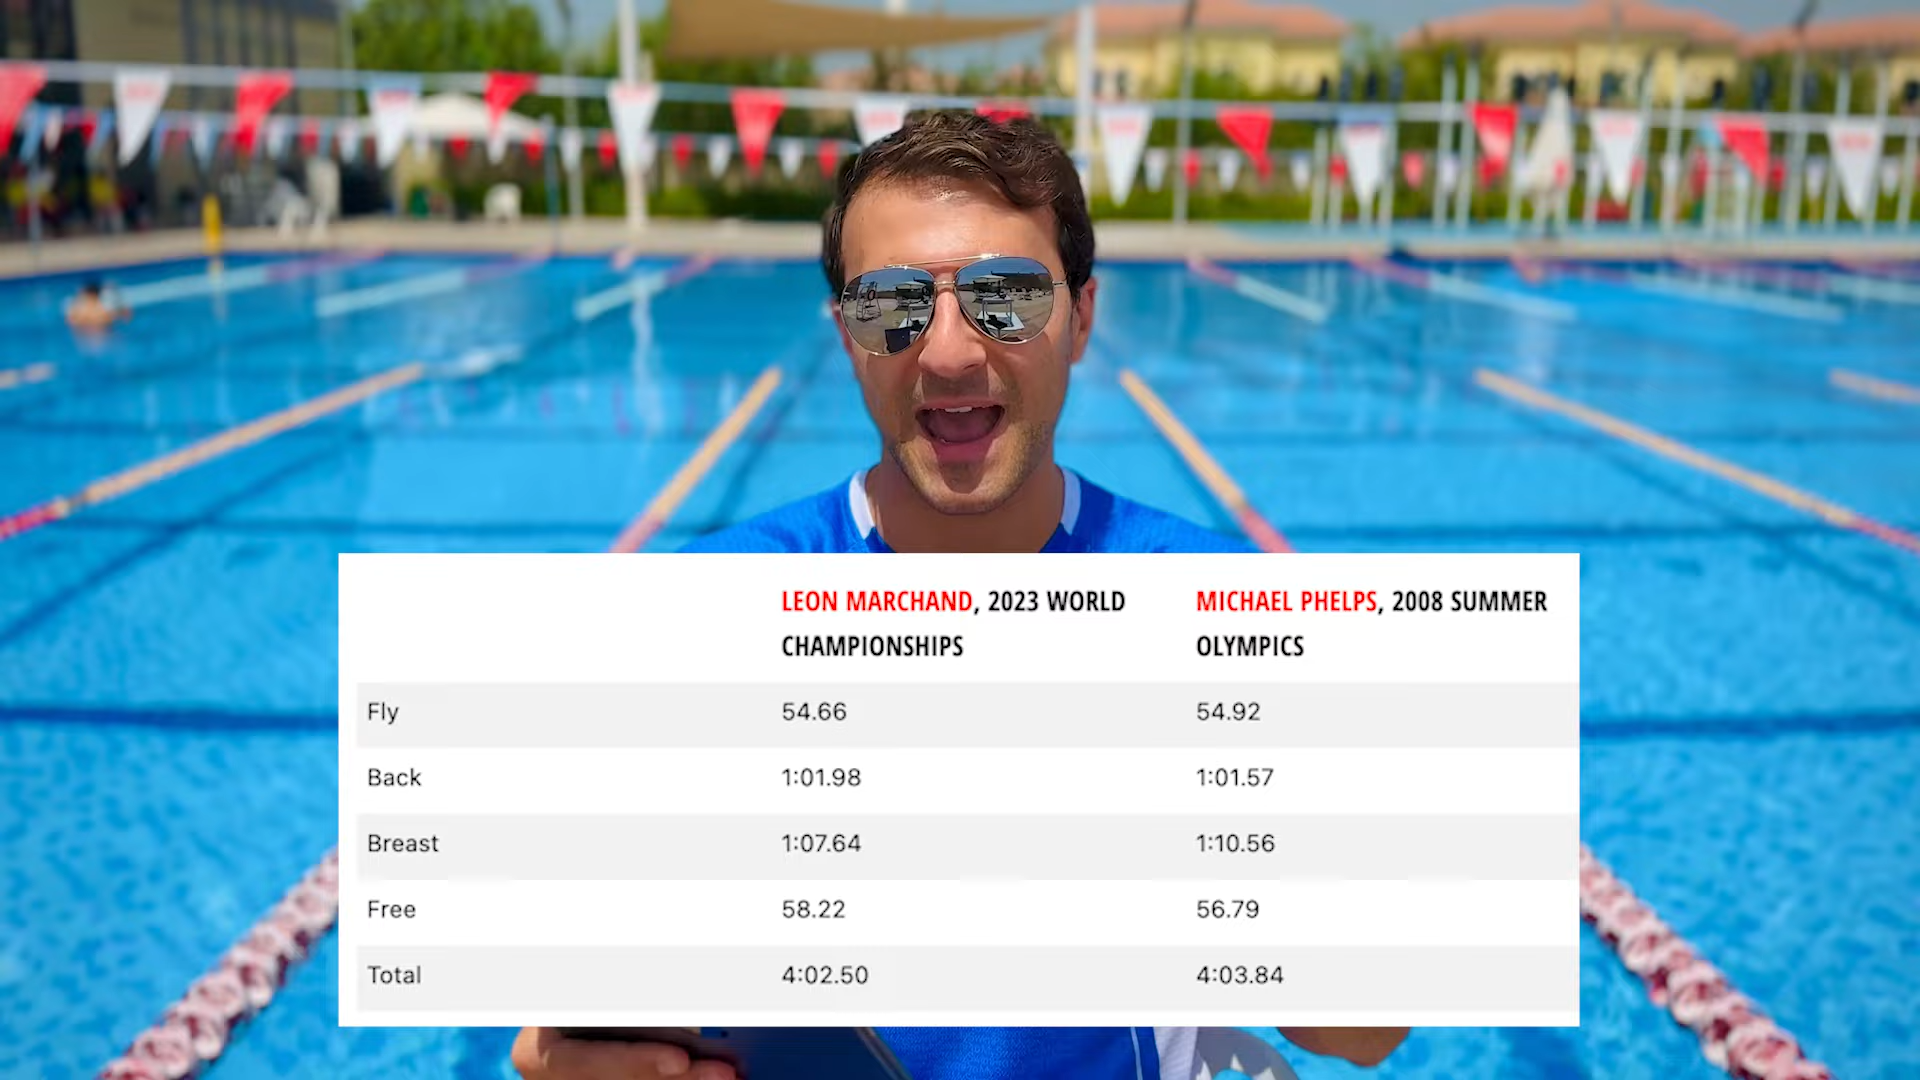 LEON MARCHAND, 2023 WORLD
CHAMPIONSHIPS
MICHAEL PHELPS, 2008 SUMMER
OLYMPICS
Fly 54.66 54.92
Back 1:01.98 1:01.57
Breast 1:07.64 1:10.56
Free 58.22 56.79
Total 4:02.50 4:03.84